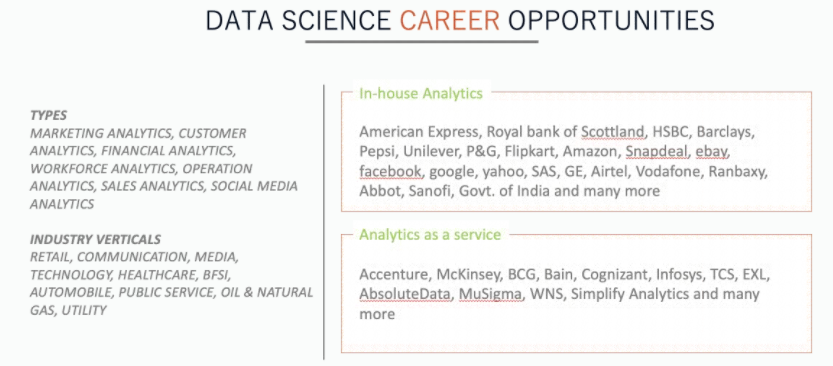 DATA SCIENCE CAREER OPPORTUNITIES
TYPES
MARKETING ANALYTICS, CUSTOMER
ANALYTICS, FINANCIAL ANALYTICS,
WORKFORCE ANALYTICS, OPERATION
ANALYTICS, SALES ANALYTICS, SOCIAL MEDIA
ANALYTICS
INDUSTRY VERTICALS
RETAIL, COMMUNICATION, MEDIA,
TECHNOLOGY, HEALTHCARE, BFSI,
AUTOMOBILE, PUBLIC SERVICE, OIL & NATURAL
GAS, UTILITY
In-house Analytics
American Express, Royal bank of Scottland, HSBC, Barclays,
Pepsi, Unilever, P&G, Flipkart, Amazon, Snapdeal, ebay,
facebook, google, yahoo, SAS, GE, Airtel, Vodafone, Ranbaxy,
Abbot, Sanofi, Govt. of India and many more
Analytics as a service
Accenture, McKinsey, BCG, Bain, Cognizant, Infosys, TCS, EXL,
AbsoluteData, MuSigma, WNS, Simplify Analytics and many
more